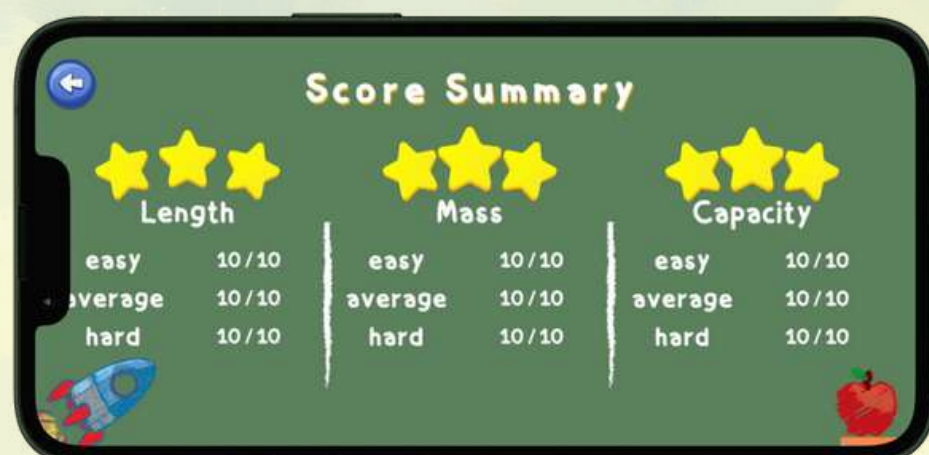 Score Summary
Length Mass Capacity
easy 10/10 easy 10/10 easy 10/10
average 10/10 average 10/10 average 10/10
hard 10/10 hard 10/10 hard 10/10